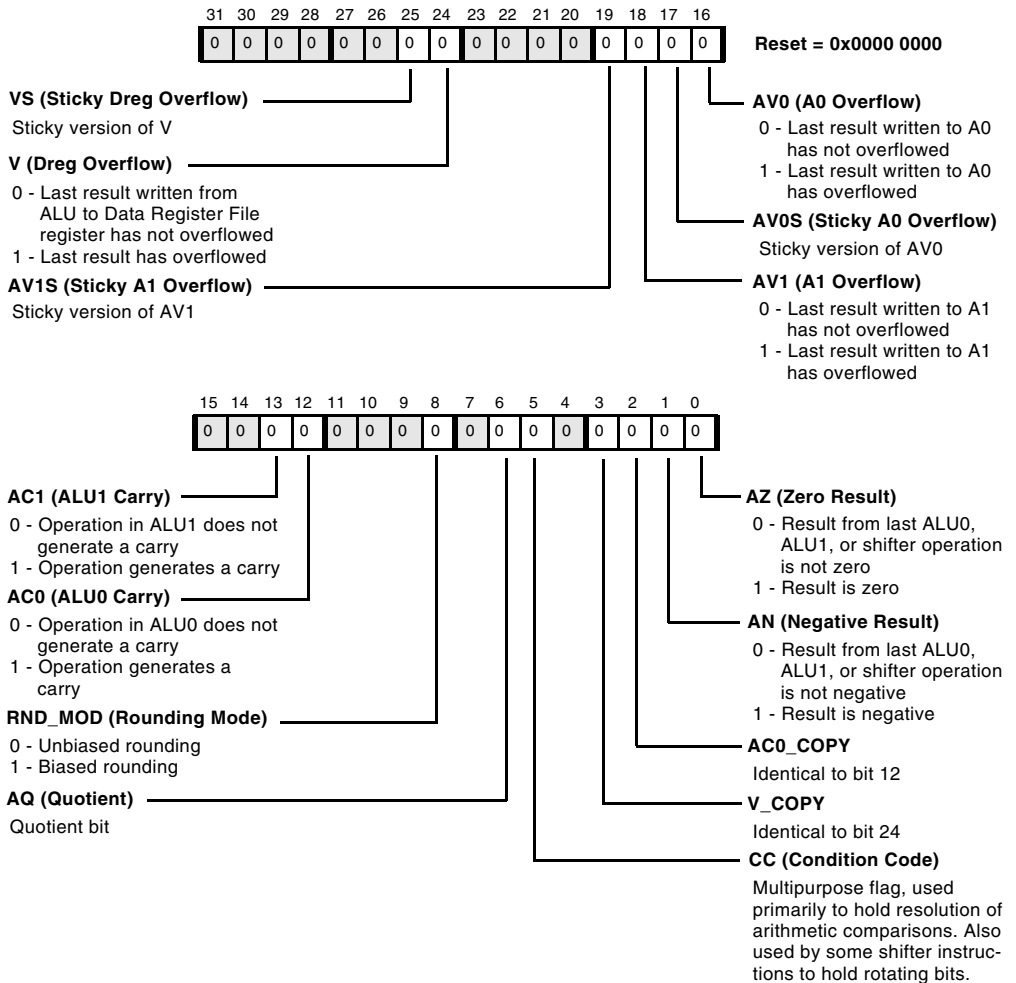 31 30 29 28 27 26 25 24 23 22 21 20 19 18 17 16
0 0 0 0 0 0 0 0 0 0 0 0 0 0 0 0
Reset = 0x0000 0000
VS (Sticky Dreg Overflow)
Sticky version of V
V (Dreg Overflow)
0 - Last result written from
ALU to Data Register File
register has not overflowed
1 - Last result has overflowed
AV1S (Sticky A1 Overflow)
Sticky version of AV1
AV0 (A0 Overflow)
0 - Last result written to A0
has not overflowed
1 - Last result written to A0
has overflowed
AV0S (Sticky A0 Overflow)
Sticky version of AV0
AV1 (A1 Overflow)
0 - Last result written to A1
has not overflowed
1 - Last result written to A1
has overflowed
15 14 13 12 11 10 9 8 7 6 5 4 3 2 1 0
0 0 0 0 0 0 0 0 0 0 0 0 0 0 0 0
AC1 (ALU1 Carry)
0 - Operation in ALU1 does not
generate a carry
1 - Operation generates a carry
AC0 (ALU0 Carry)
0 - Operation in ALU0 does not
generate a carry
1 - Operation generates a
carry
RND_MOD (Rounding Mode)
0 - Unbiased rounding
1 - Biased rounding
AQ (Quotient)
Quotient bit
AZ (Zero Result)
0 - Result from last ALU0,
ALU1, or shifter operation
is not zero
1 - Result is zero
AN (Negative Result)
0 - Result from last ALU0,
ALU1, or shifter operation
is not negative
1 - Result is negative
AC0_COPY
Identical to bit 12
V_COPY
Identical to bit 24
CC (Condition Code)
Multipurpose flag, used
primarily to hold resolution of
arithmetic comparisons. Also
used by some shifter instruc-
tions to hold rotating bits.